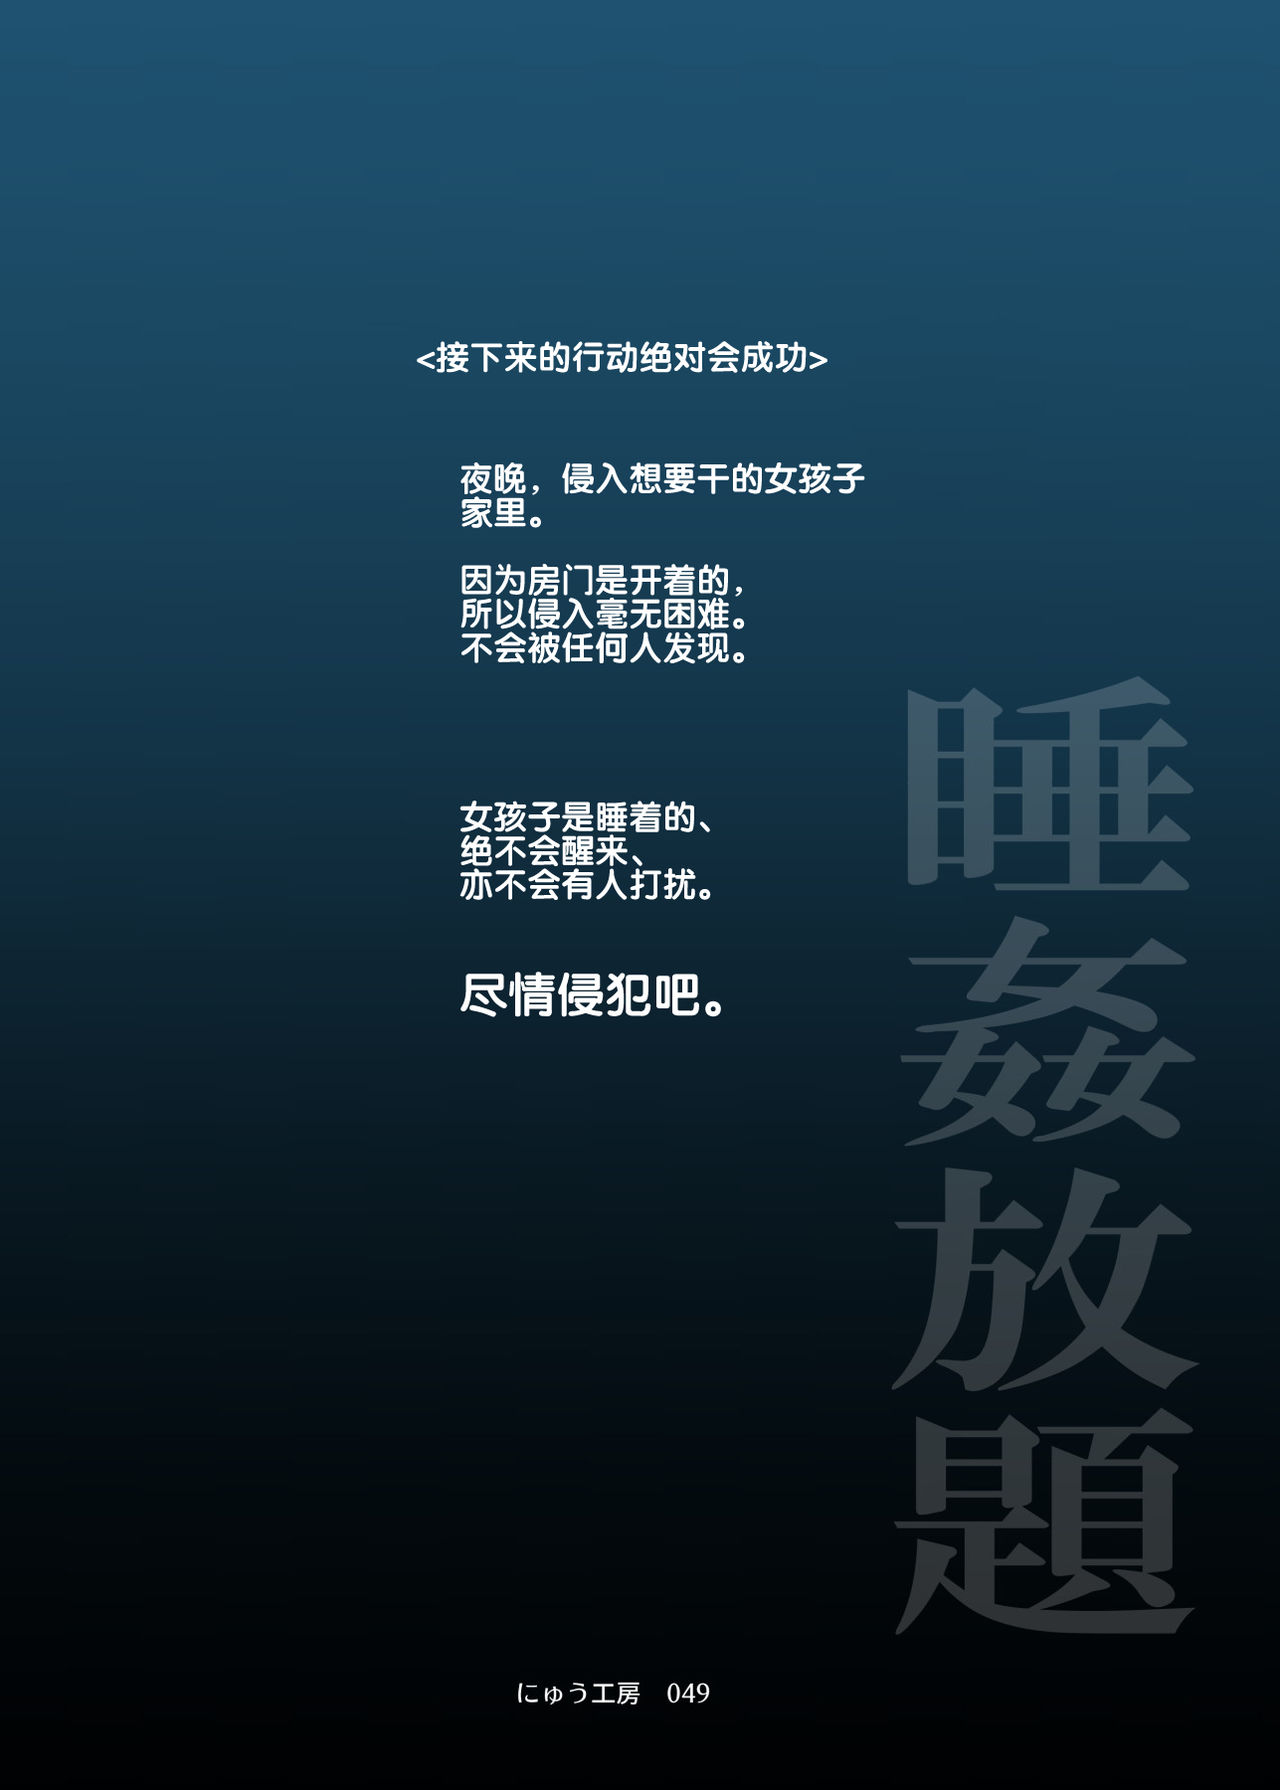 <接下来的行动绝对会成功>
夜晚，侵入想要干的女孩子
家里。
因为房门是开着的，
所以侵入毫无困难。
不会被任何人发现。
女孩子是睡着的、
绝不会醒来、
亦不会有人打扰。
尽情侵犯吧。
睡姦放題
にゅう工房　049